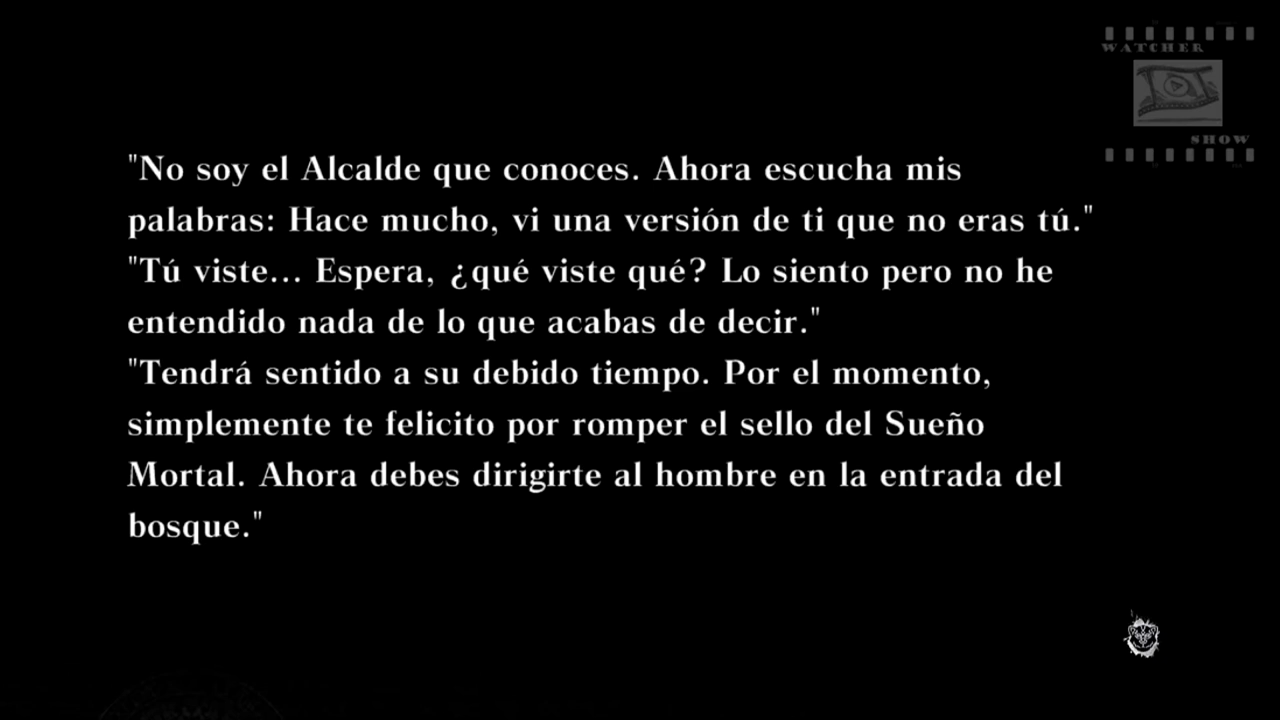 WATCHER
SHOW
"No soy el Alcalde que conoces. Ahora escucha mis
palabras: Hace mucho, vi una versión de ti que no eras tú."
"Tú viste... Espera, ¿qué viste qué? Lo siento pero no he
entendido nada de lo que acabas de decir."
"Tendrá sentido a su debido tiempo. Por el momento,
simplemente te felicito por romper el sello del Sueño
Mortal. Ahora debes dirigirte al hombre en la entrada del
bosque."